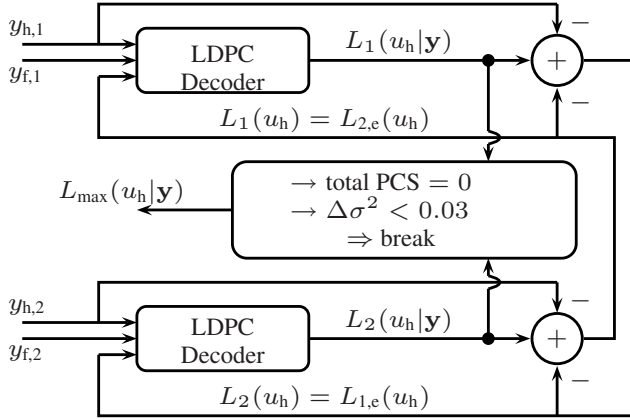 y_{h,1}
y_{f,1}
LDPC
Decoder
L_1(u_h|𝐲)
−
+
−
L_1(u_h) = L_{2,e}(u_h)
L_max(u_h|𝐲)
→ total PCS = 0
→ Δσ² < 0.03
⇒ break
y_{h,2}
y_{f,2}
LDPC
Decoder
L_2(u_h|𝐲)
−
+
−
L_2(u_h) = L_{1,e}(u_h)